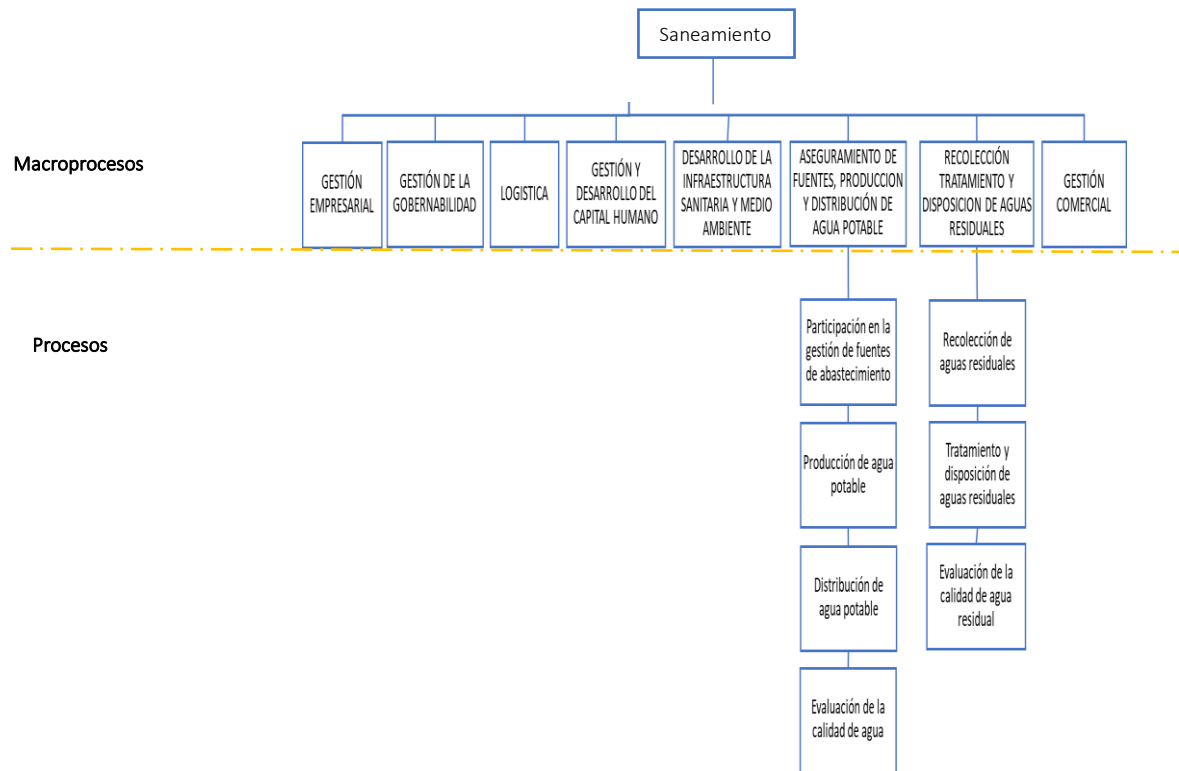 Saneamiento
Macroprocesos
GESTIÓN
EMPRESARIAL
GESTIÓN DE LA
GOBERNABILIDAD
LOGISTICA
GESTIÓN Y
DESARROLLO DEL
CAPITAL HUMANO
DESARROLLO DE LA
INFRAESTRUCTURA
SANITARIA Y MEDIO
AMBIENTE
ASEGURAMIENTO DE
FUENTES, PRODUCCION
Y DISTRIBUCIÓN DE
AGUA POTABLE
RECOLECCIÓN
TRATAMIENTO Y
DISPOSICION DE AGUAS
RESIDUALES
GESTIÓN
COMERCIAL
Procesos
Participación en la
gestión de fuentes
de abastecimiento
Producción de agua
potable
Distribución de
agua potable
Evaluación de la
calidad de agua
Recolección de
aguas residuales
Tratamiento y
disposición de
aguas residuales
Evaluación de la
calidad de agua
residual